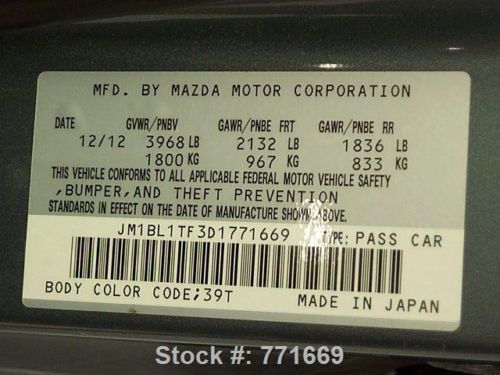 MFD. BY MAZDA MOTOR CORPORATION
DATE GVWR/PNBV GAWR/PNBE FRT GAWR/PNBE RR
12/12 3968 LB 2132 LB 1836 LB
1800 KG 967 KG 833 KG
THIS VEHICLE CONFORMS TO ALL APPLICABLE FEDERAL MOTOR VEHICLE SAFETY
,BUMPER,AND THEFT PREVENTION
STANDARDS IN EFFECT ON THE DATE OF MANUFACTURE SHOWN ABOVE.
JM1BL1TF3D1771669 TYPE: PASS CAR
BODY COLOR CODE;39T MADE IN JAPAN
Stock #: 771669